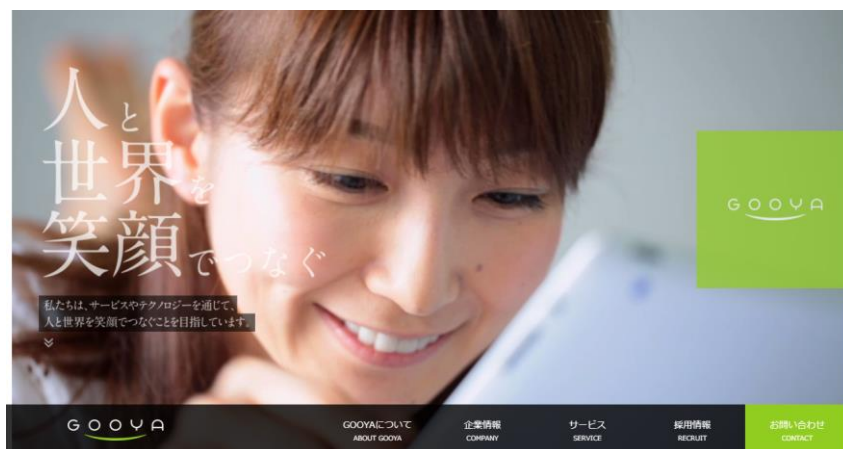 人と
世界を
笑顔でつなぐ
私たちは、サービスやテクノロジーを通じて、
人と世界を笑顔でつなぐことを目指しています。
GOOYA
GOOYA
GOOYAについて
ABOUT GOOYA
企業情報
COMPANY
サービス
SERVICE
採用情報
RECRUIT
お問い合わせ
CONTACT